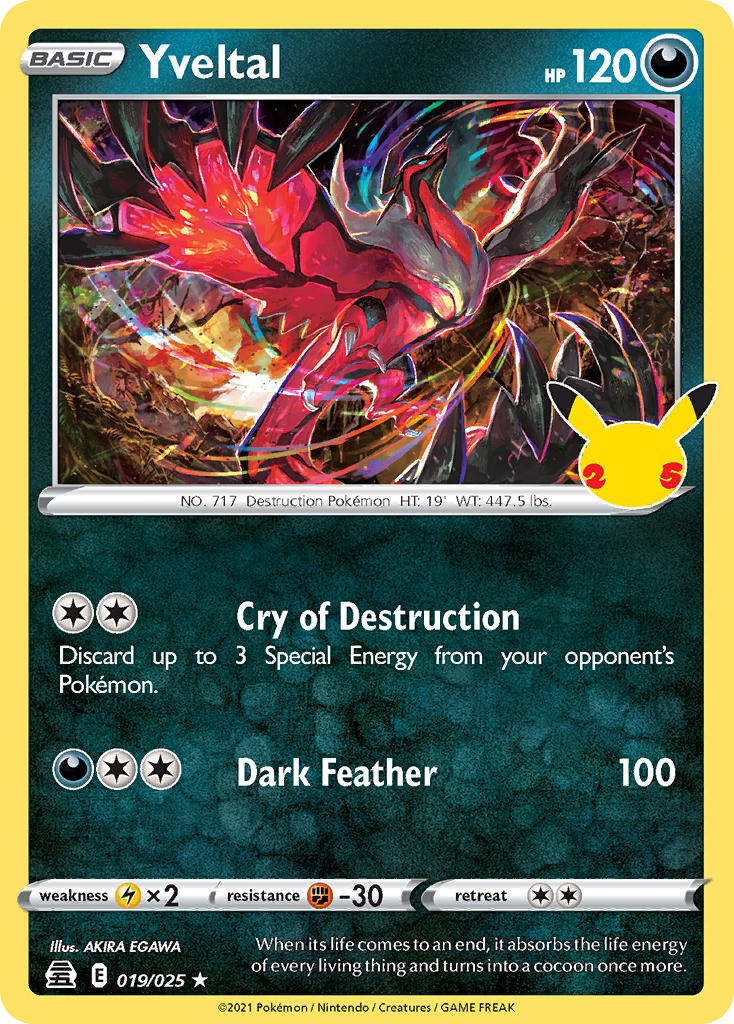 BASIC Yveltal HP 120
25
NO. 717 Destruction Pokémon HT: 19' WT: 447.5 lbs.
Cry of Destruction
Discard up to 3 Special Energy from your opponent's
Pokémon.
Dark Feather 100
weakness ×2 resistance -30 retreat
Illus. AKIRA EGAWA
When its life comes to an end, it absorbs the life energy
of every living thing and turns into a cocoon once more.
E 019/025 ★
©2021 Pokémon / Nintendo / Creatures / GAME FREAK